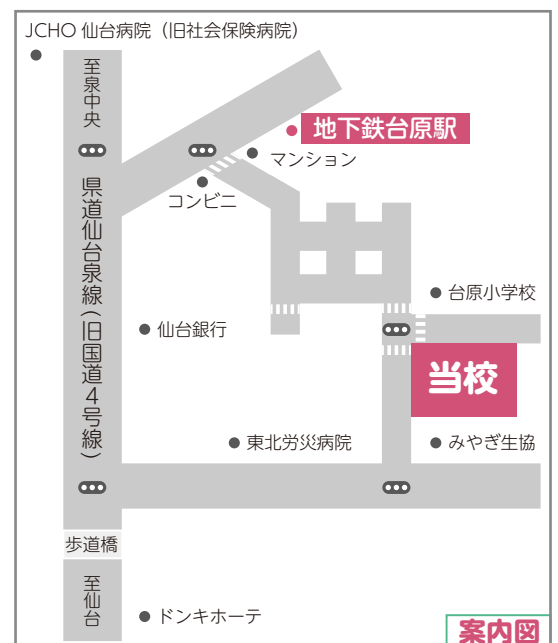 JCHO 仙台病院（旧社会保険病院）
至泉中央
地下鉄台原駅
マンション
コンビニ
県道仙台泉線（旧国道４号線）
台原小学校
仙台銀行
当校
東北労災病院
みやぎ生協
歩道橋
至仙台
ドンキホーテ
案内図